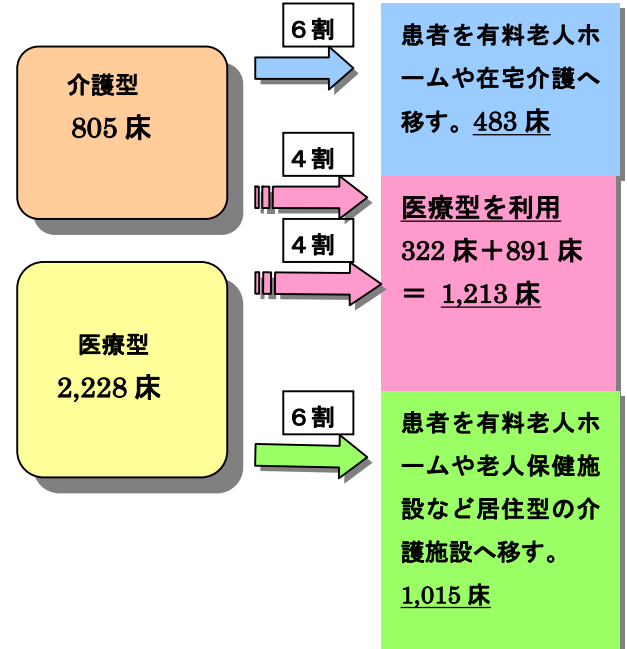 介護型
805 床
６割
患者を有料老人ホ
ームや在宅介護へ
移す。483 床
４割
４割
医療型を利用
322 床＋891 床
＝ 1,213 床
医療型
2,228 床
６割
患者を有料老人ホ
ームや老人保健施
設など居住型の介
護施設へ移す。
1,015 床